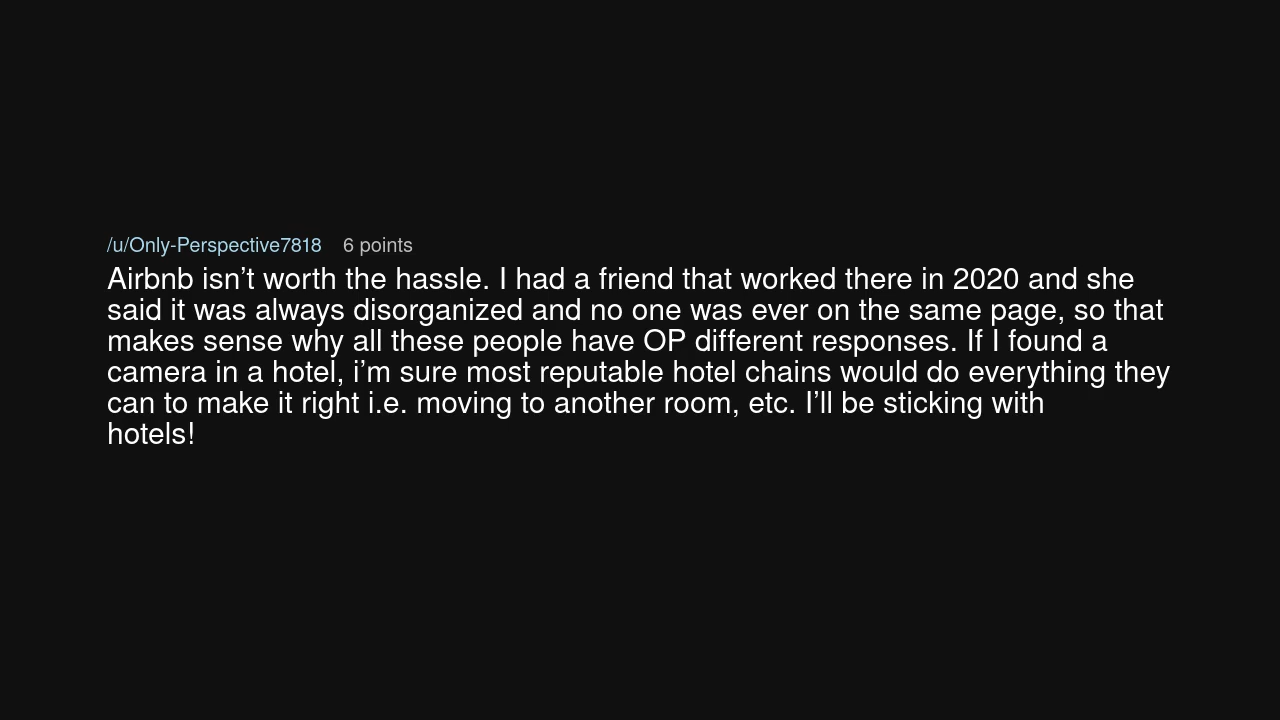 /u/Only-Perspective7818 6 points
Airbnb isn’t worth the hassle. I had a friend that worked there in 2020 and she
said it was always disorganized and no one was ever on the same page, so that
makes sense why all these people have OP different responses. If I found a
camera in a hotel, i’m sure most reputable hotel chains would do everything they
can to make it right i.e. moving to another room, etc. I’ll be sticking with
hotels!